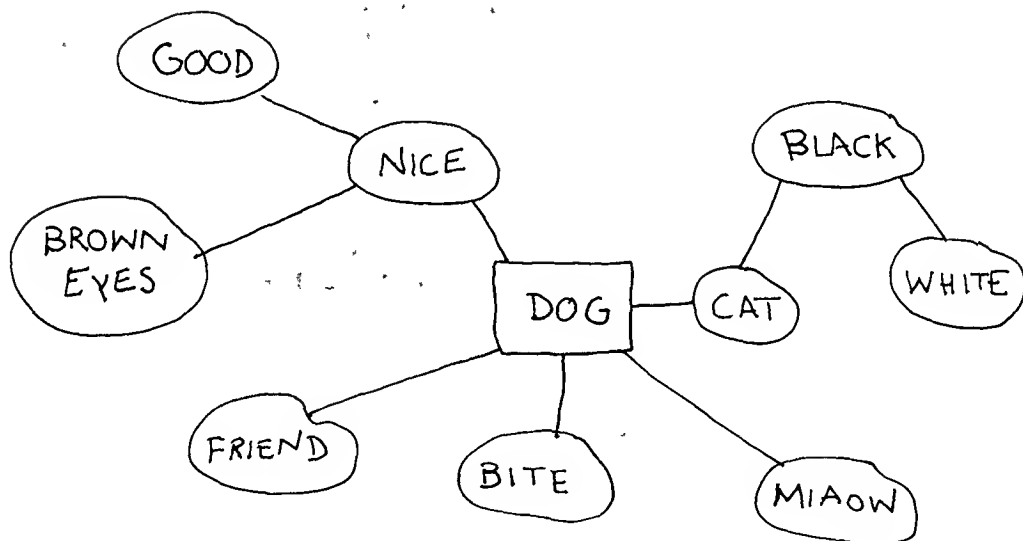 GOOD
NICE
BLACK
BROWN
EYES
DOG
CAT
WHITE
FRIEND
BITE
MIAOW